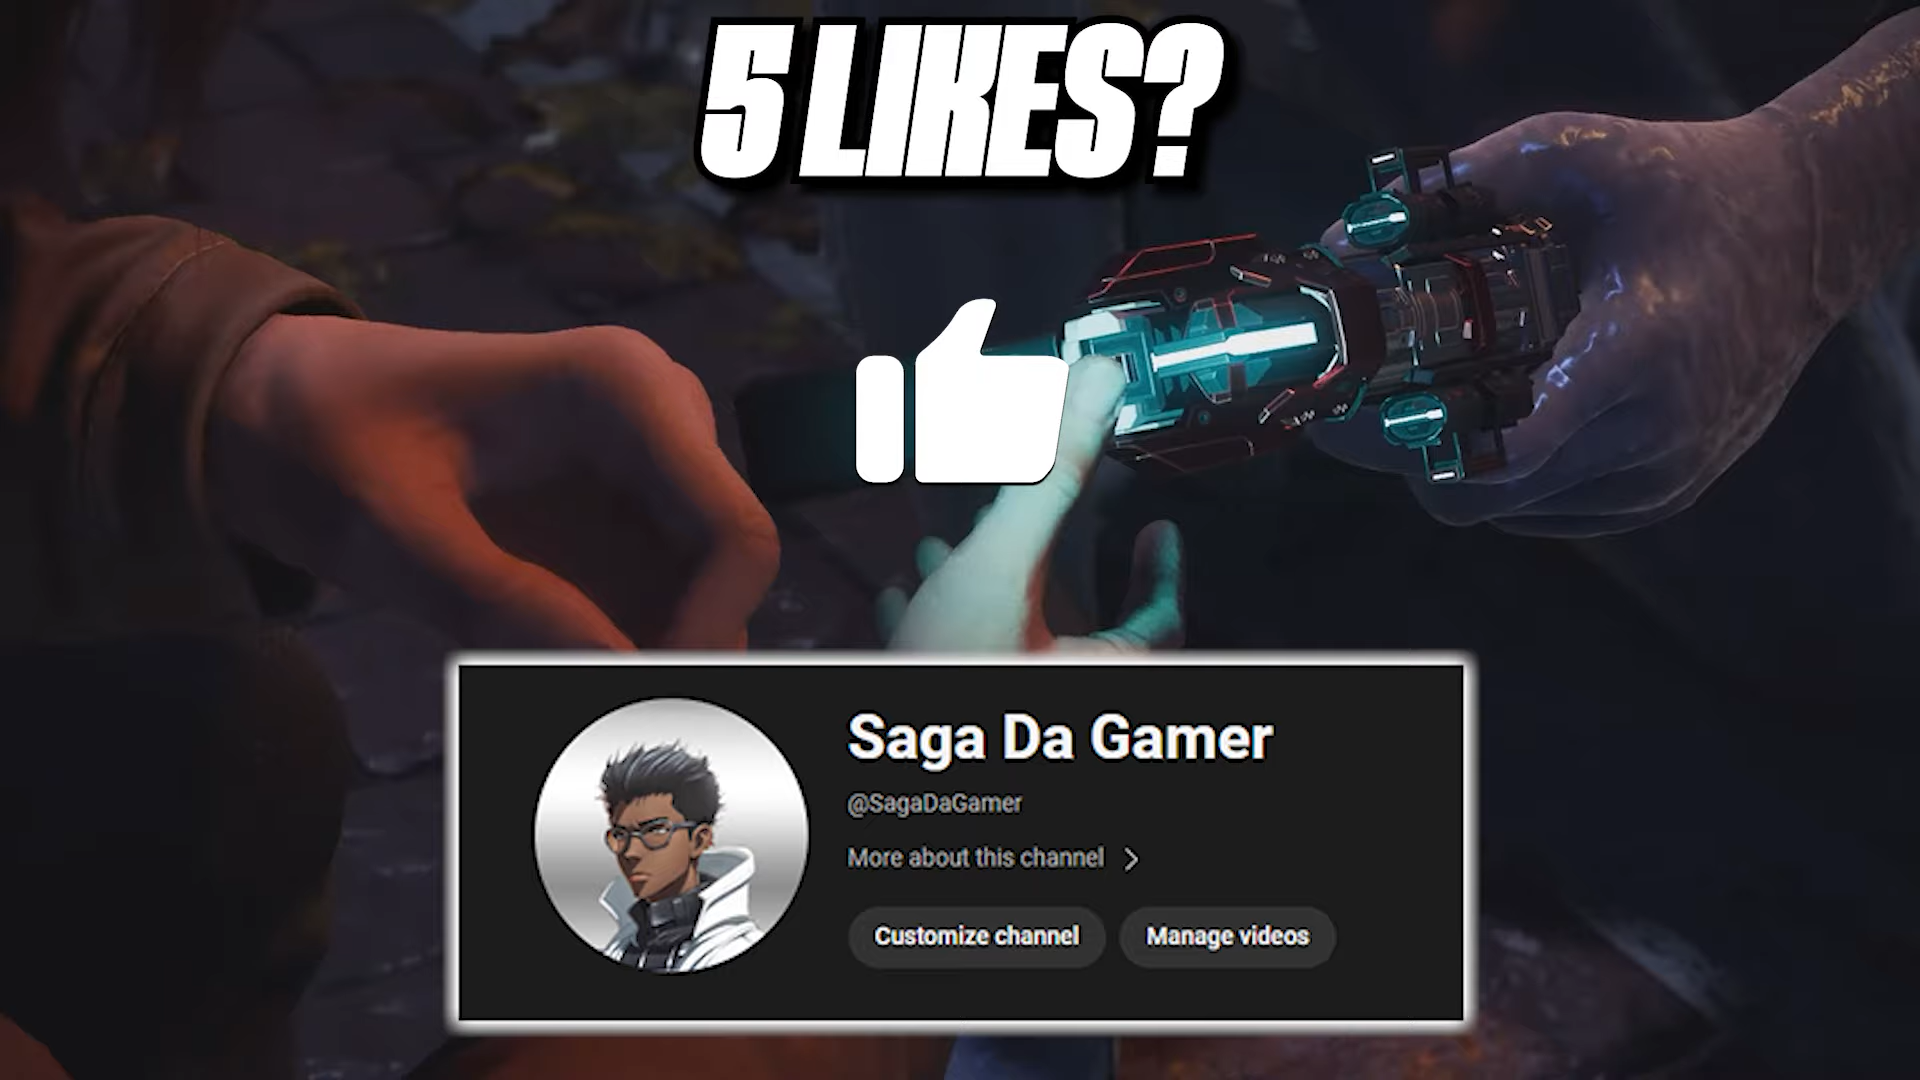 5 LIKES?
Saga Da Gamer
@SagaDaGamer
More about this channel
Customize channel
Manage videos